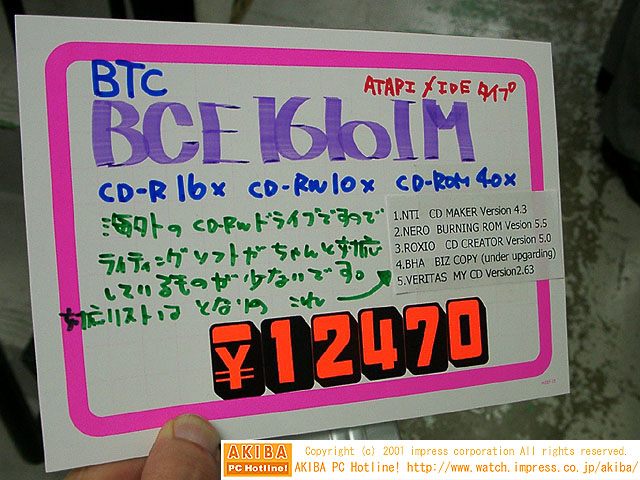 BTC
ATAPI/IDE タイプ
BCE1610IM
CD-R 16x CD-RW 10x CD-ROM 40x
海外の CD-RWドライブですので
ライティングソフトがちゃんと対応
しているものが少ないです。
対応リストは となりの これ →
1.NTI CD MAKER Version 4.3
2.NERO BURNING ROM Vesion 5.5
3.ROXIO CD CREATOR Version 5.0
4.BHA BIZ COPY (under upgarding)
5.VERITAS MY CD Version2.63
¥12470
AKIBA
PC Hotline!
Copyright (c) 2001 impress corporation All rights reserved.
AKIBA PC Hotline! http://www.watch.impress.co.jp/akiba/